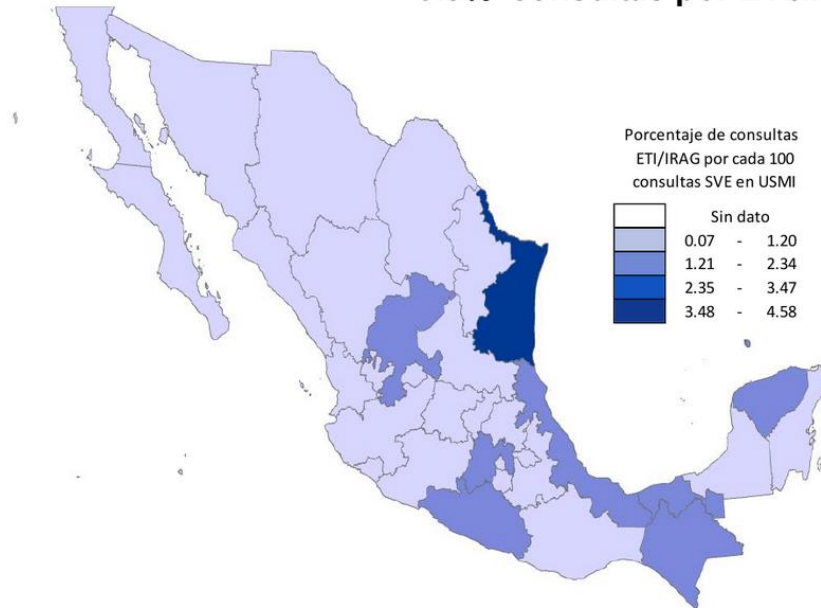 Porcentaje de consultas
ETI/IRAG por cada 100
consultas SVE en USMI
Sin dato
0.07 - 1.20
1.21 - 2.34
2.35 - 3.47
3.48 - 4.58